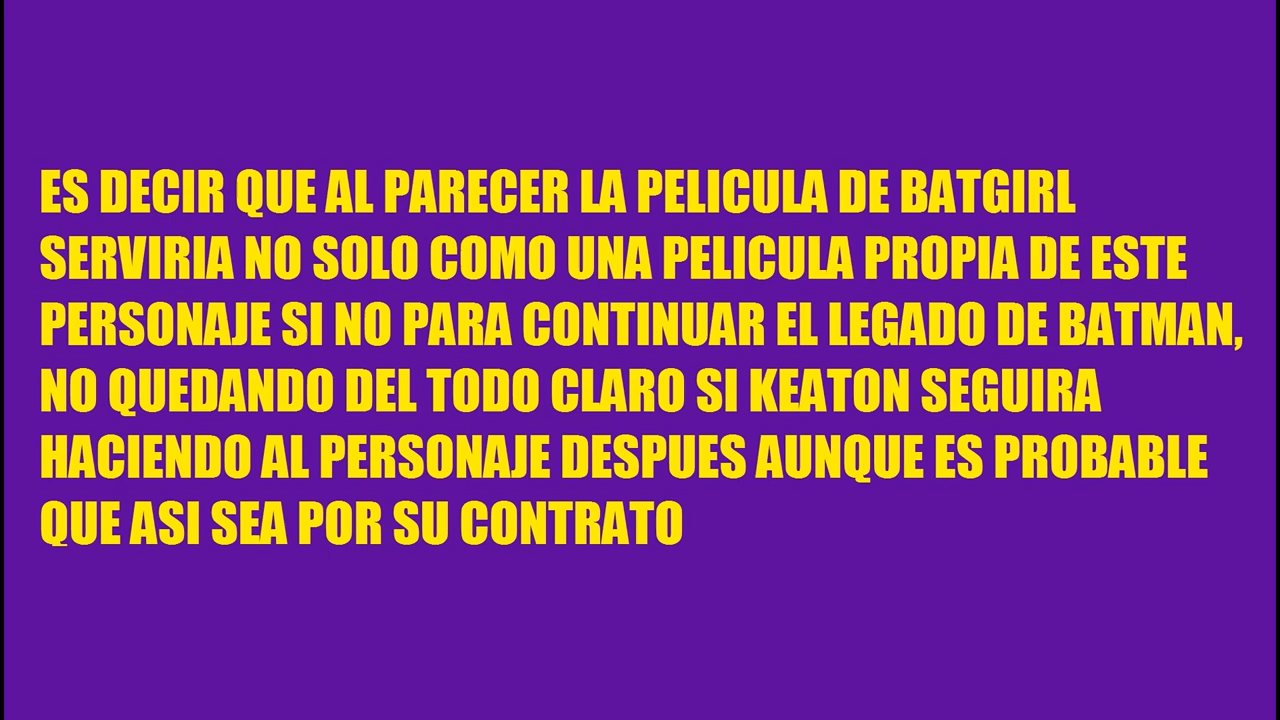 ES DECIR QUE AL PARECER LA PELICULA DE BATGIRL
SERVIRIA NO SOLO COMO UNA PELICULA PROPIA DE ESTE
PERSONAJE SI NO PARA CONTINUAR EL LEGADO DE BATMAN,
NO QUEDANDO DEL TODO CLARO SI KEATON SEGUIRA
HACIENDO AL PERSONAJE DESPUES AUNQUE ES PROBABLE
QUE ASI SEA POR SU CONTRATO